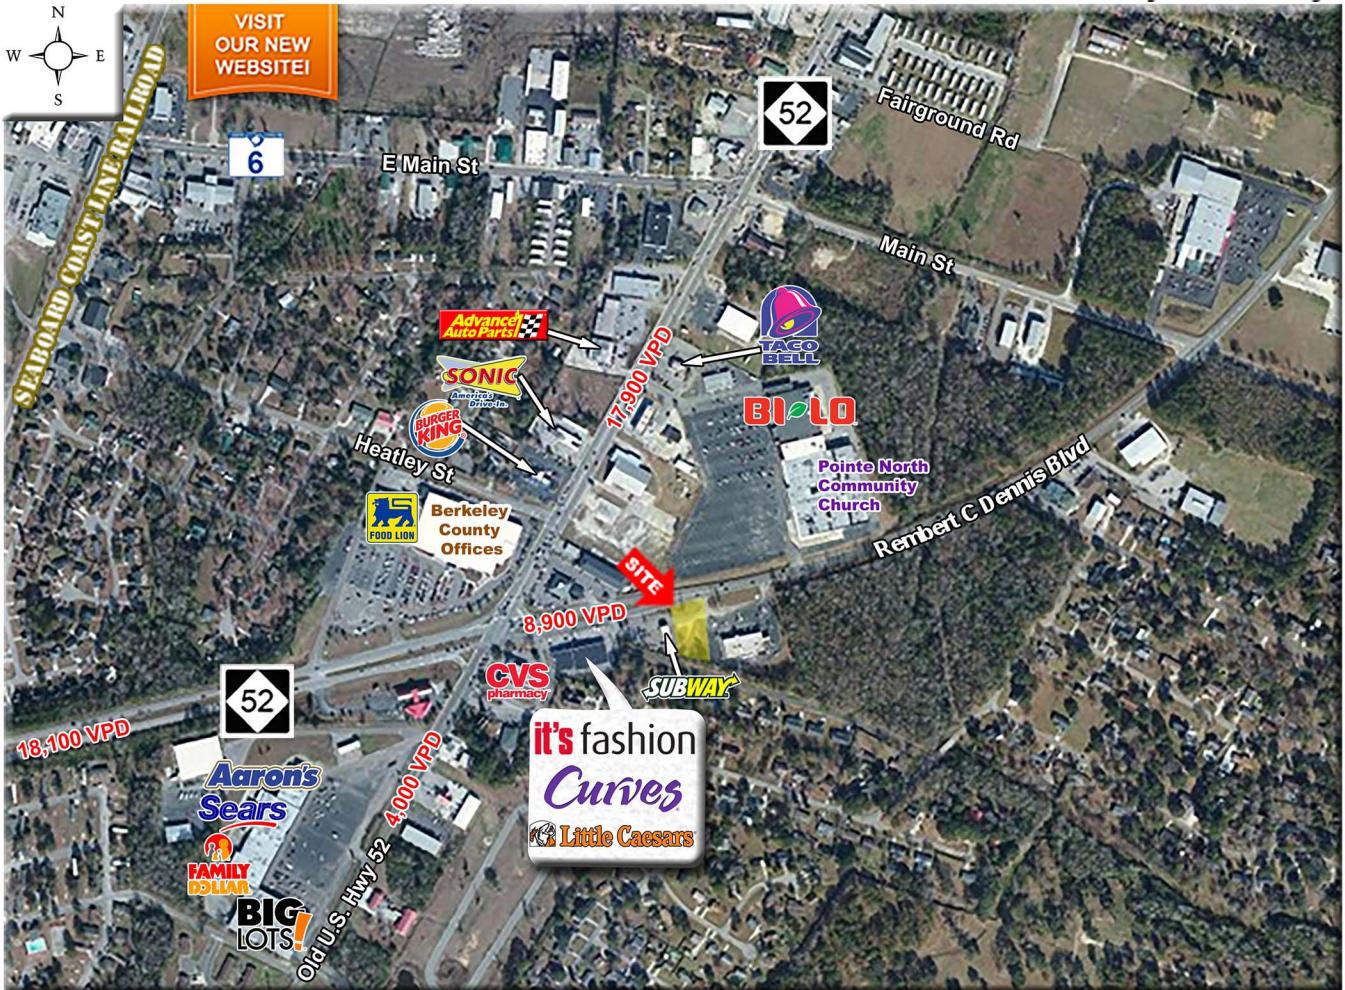 N
W
E
S
VISIT
OUR NEW
WEBSITE!
SEABOARD COAST LINE RAILROAD
6
E Main St
52
Fairground Rd
Main St
Advance
Auto Parts
TACO
BELL
17,900 VPD
SONIC
America's
Drive-In.
BURGER
KING
BI-LO
Heatley St
Pointe North
Community
Church
Rembert C Dennis Blvd
FOOD LION
Berkeley
County
Offices
SITE
8,900 VPD
CVS
pharmacy
SUBWAY
52
18,100 VPD
it's fashion
Curves
Little Caesars
4,000 VPD
Aaron's
Sears
FAMILY
DOLLAR
BIG
LOTS!
Old U.S. Hwy 52